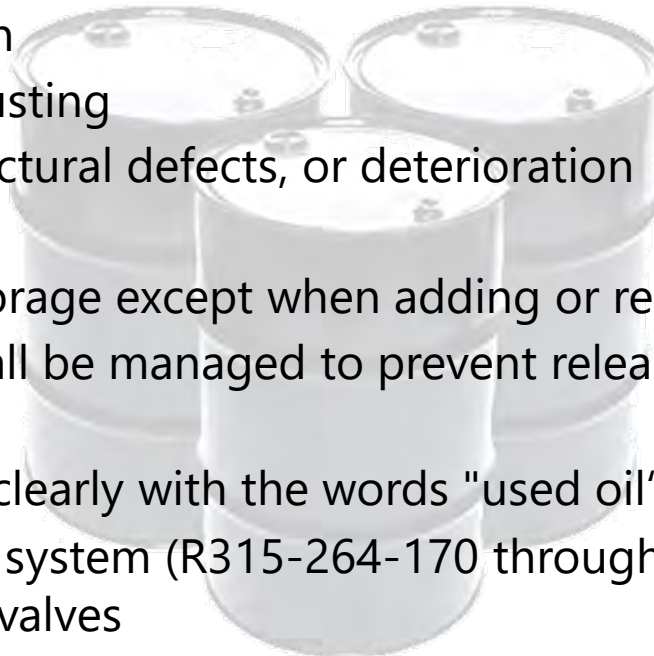 n
usting
ctural defects, or deterioration
orage except when adding or re
all be managed to prevent relea
clearly with the words "used oil“
system (R315-264-170 through
valves